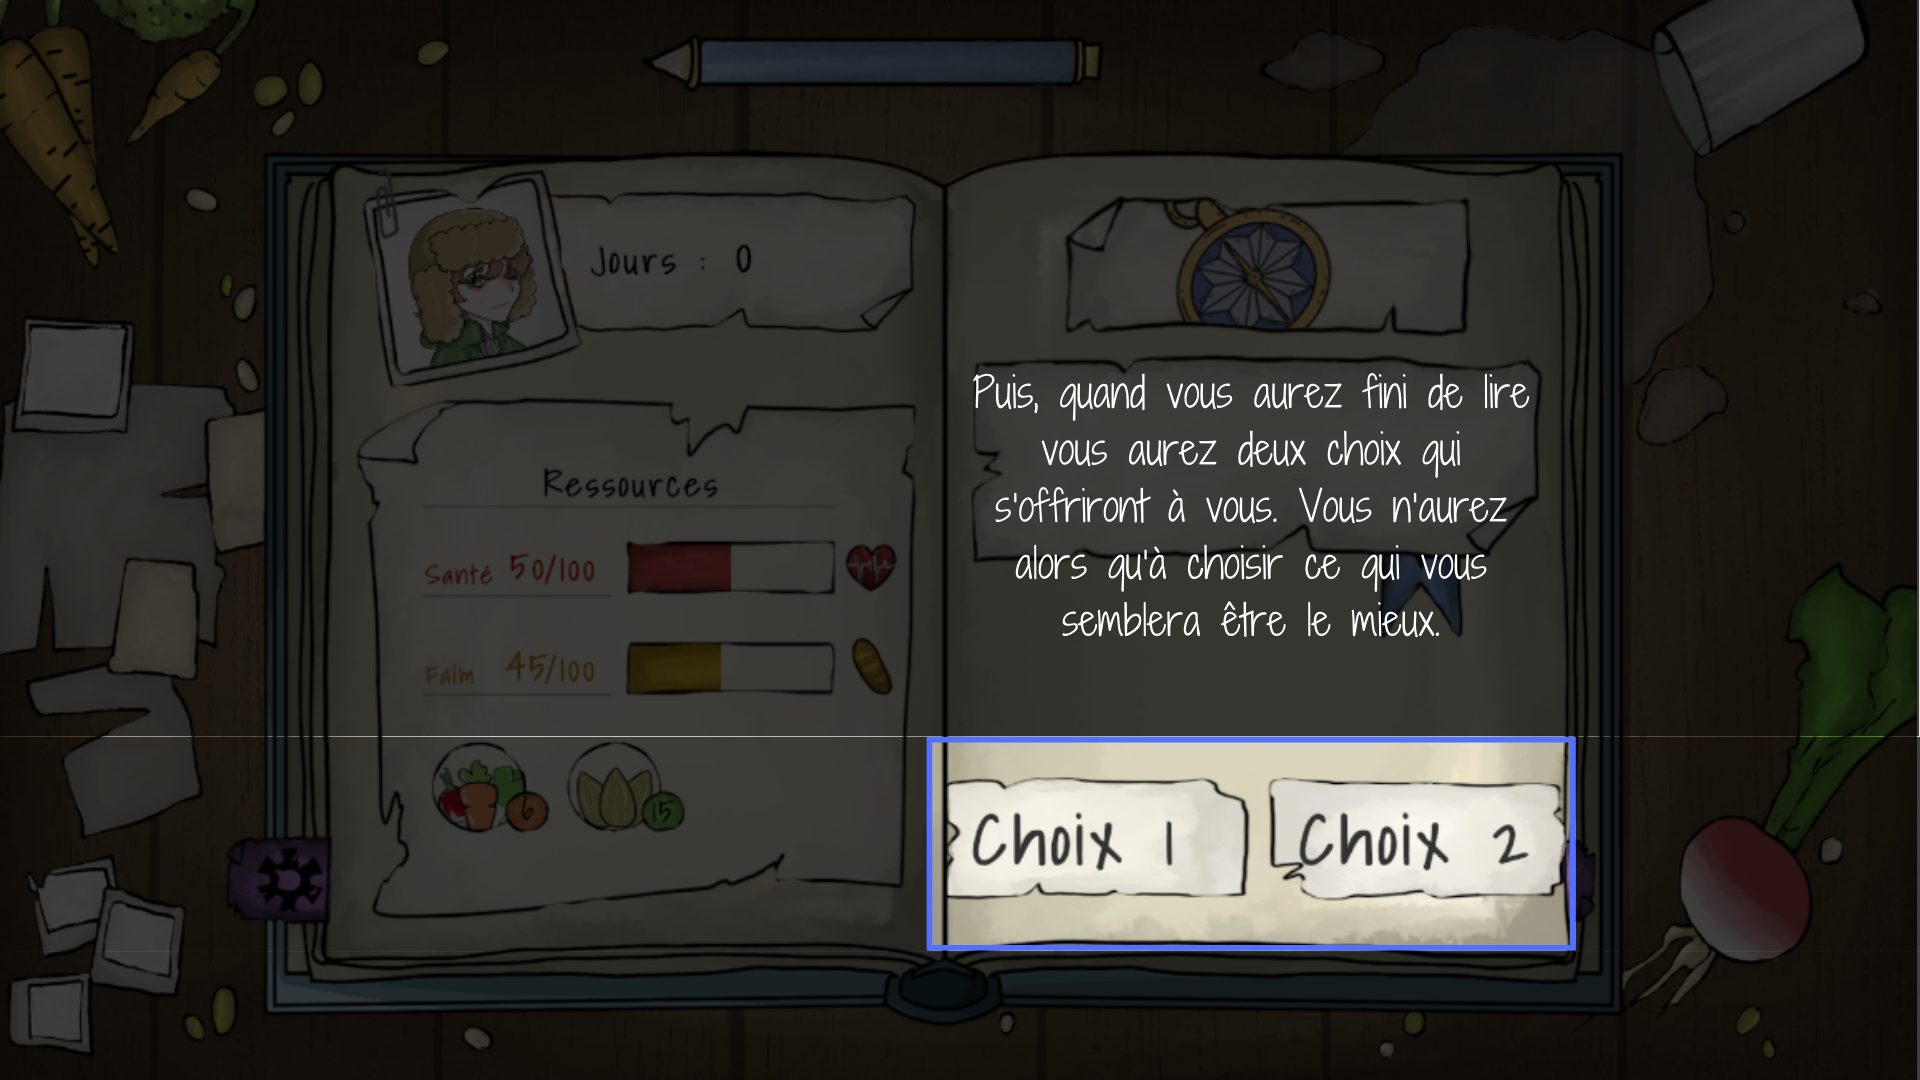 Jours : 0
Ressources
Santé 50/100
Faim 45/100
6
15
Puis, quand vous aurez fini de lire
vous aurez deux choix qui
s'offriront à vous. Vous n'aurez
alors qu'à choisir ce qui vous
semblera être le mieux.
Choix 1
Choix 2